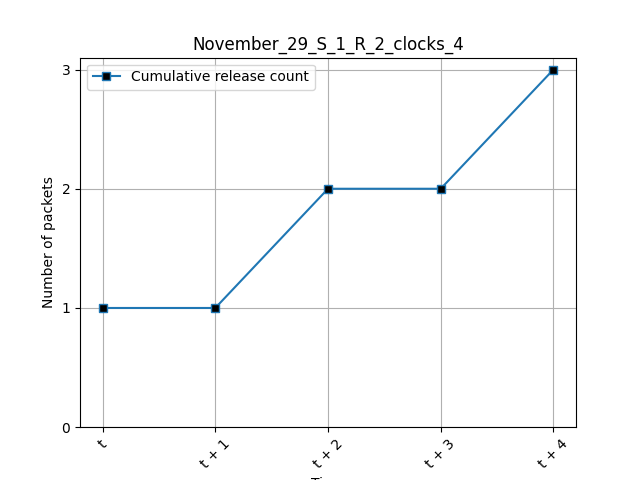 November_29_S_1_R_2_clocks_4
Cumulative release count
Number of packets
3
2
1
0
t
t + 1
t + 2
t + 3
t + 4